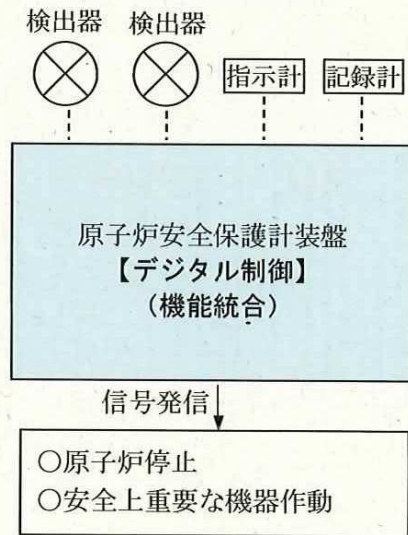 検出器 検出器
指示計 記録計
原子炉安全保護計装盤
【デジタル制御】
(機能統合)
信号発信
○原子炉停止
○安全上重要な機器作動